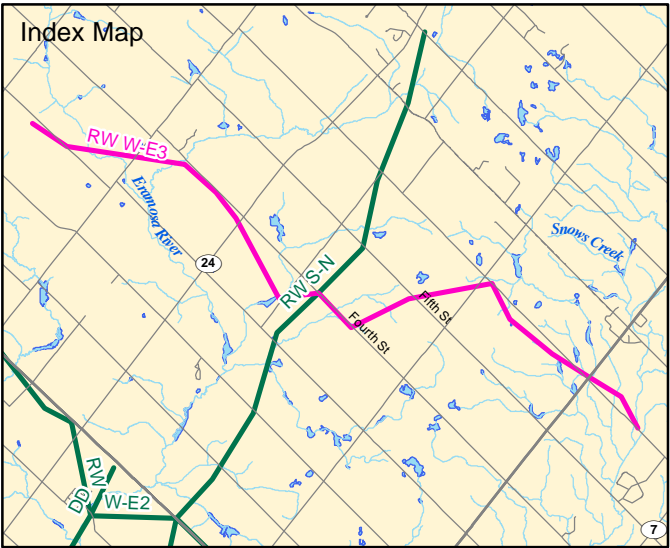 Index Map
RW W-E3
Eramosa River
24
Snows Creek
RW S-N
Fifth St
Fourth St
RW W-E2
DD
7